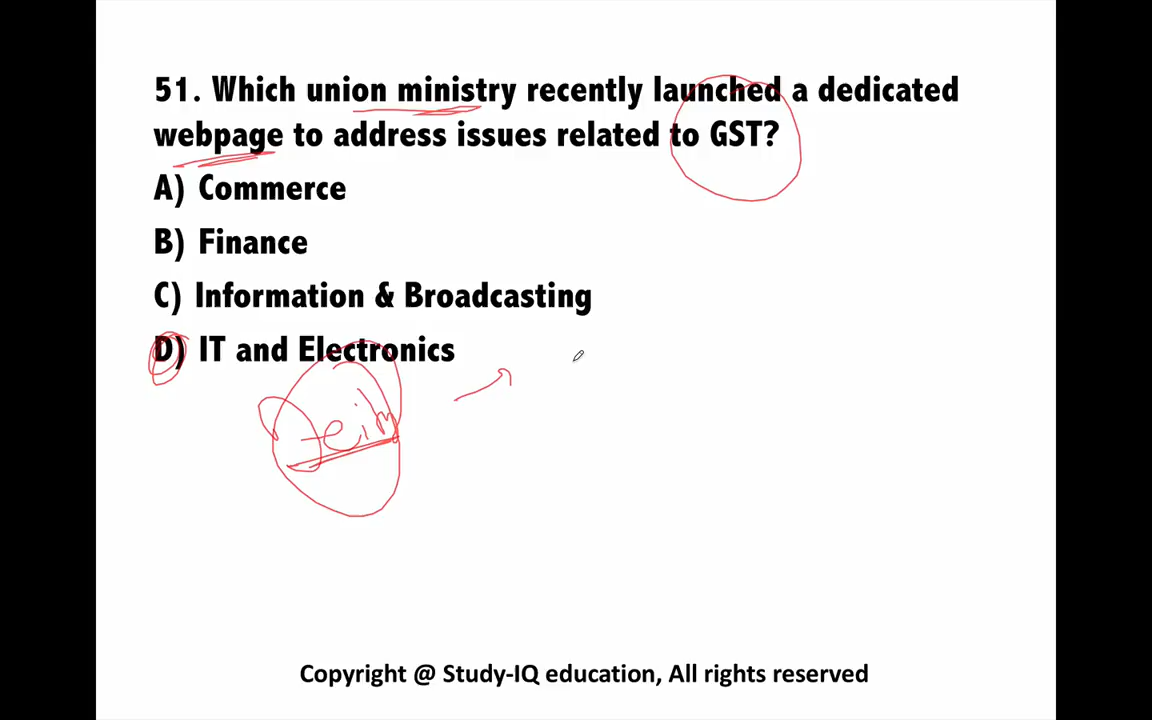 51. Which union ministry recently launched a dedicated
webpage to address issues related to GST?
A) Commerce
B) Finance
C) Information & Broadcasting
D) IT and Electronics
Copyright @ Study-IQ education, All rights reserved